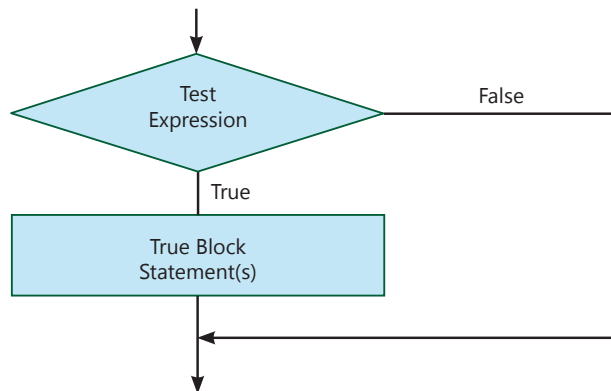 Test
Expression
False
True
True Block
Statement(s)